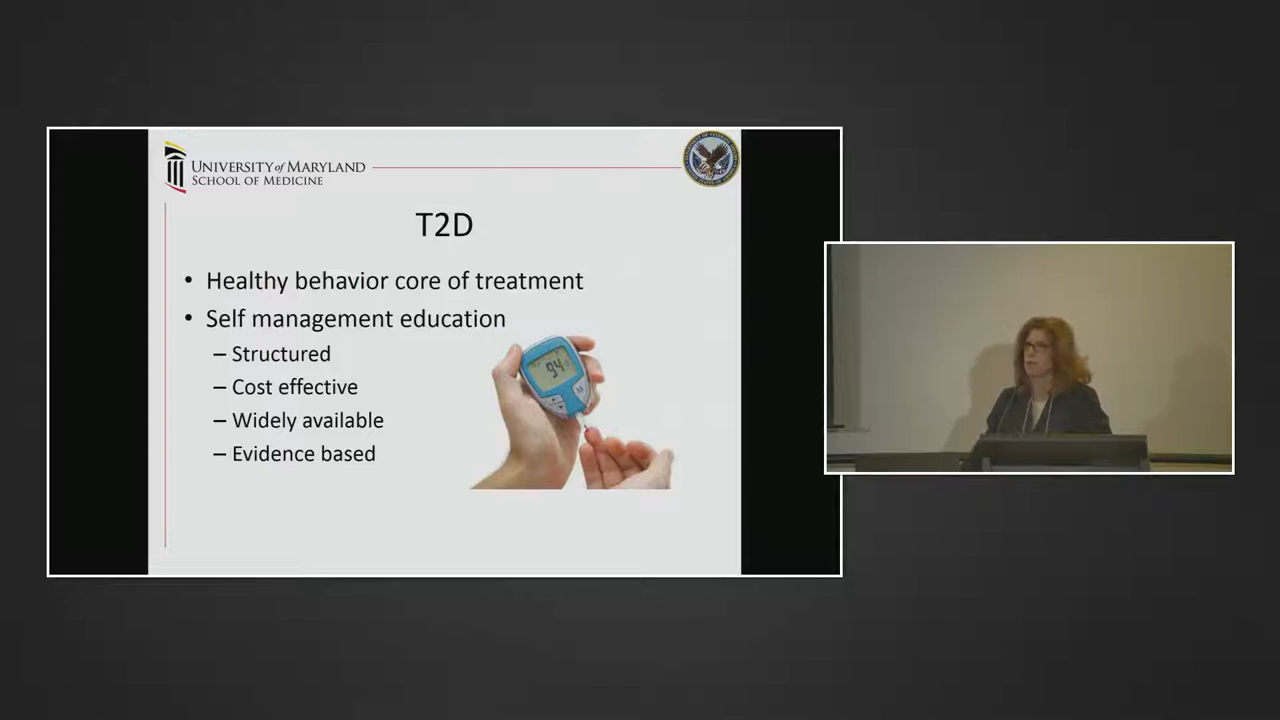 UNIVERSITY of MARYLAND
SCHOOL OF MEDICINE
T2D
• Healthy behavior core of treatment
• Self management education
– Structured
– Cost effective
– Widely available
– Evidence based
94
M